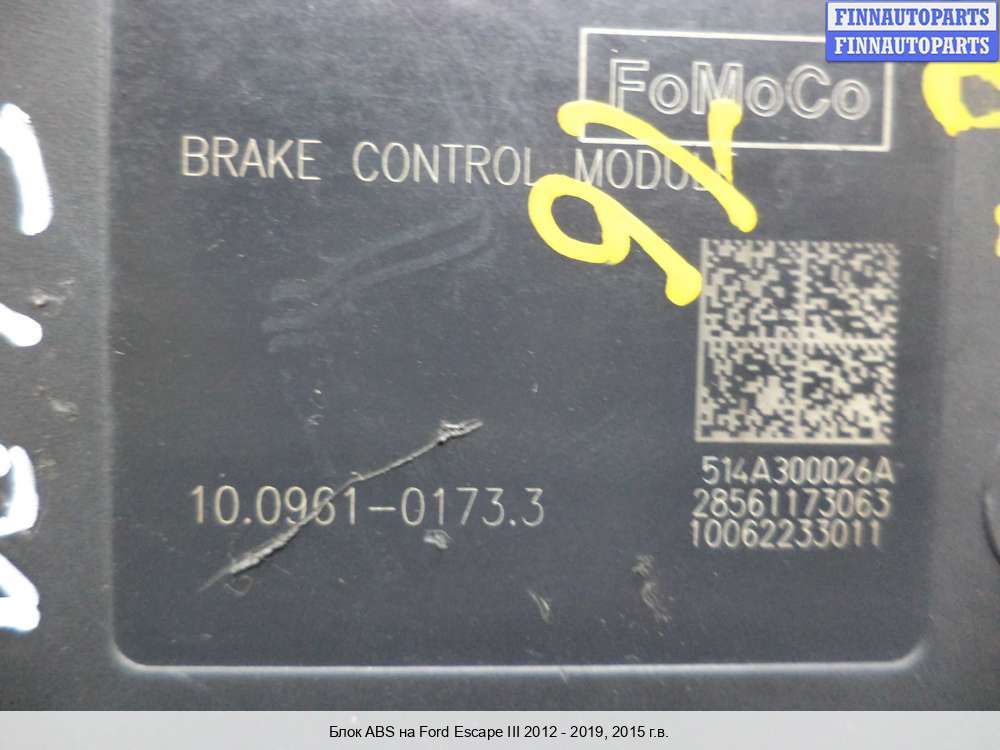 FINNAUTOPARTS
FINNAUTOPARTS
FoMoCo
BRAKE CONTROL MODULE
514A300026A
28561173063
10062233011
10.0961-0173.3
Блок ABS на Ford Escape III 2012 - 2019, 2015 г.в.